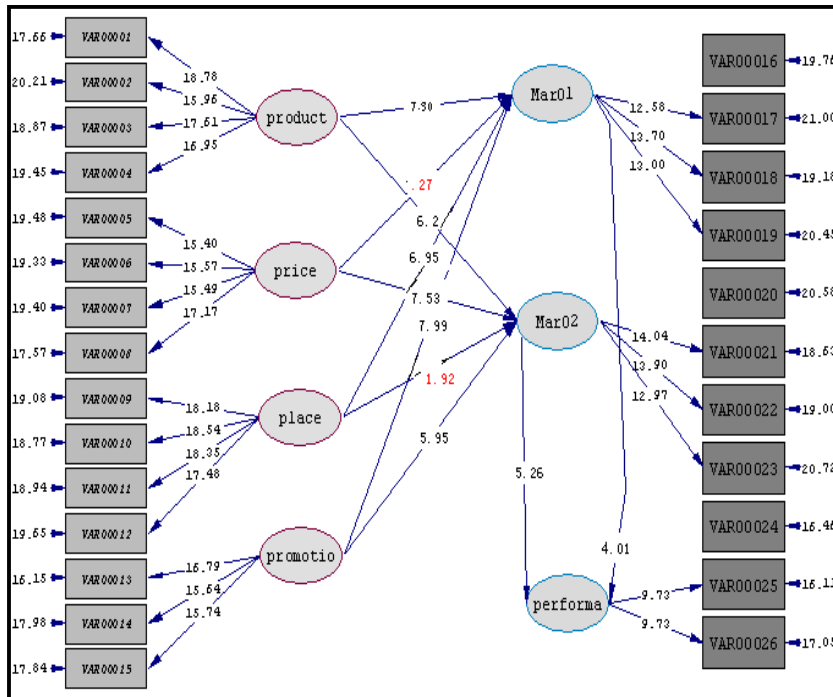 17.66 VAR00001
20.21 VAR00002
18.87 VAR00003
19.45 VAR00004
19.48 VAR00005
19.33 VAR00006
19.40 VAR00007
17.57 VAR00008
19.08 VAR00009
18.77 VAR00010
18.94 VAR00011
19.65 VAR00012
16.15 VAR00013
17.98 VAR00014
17.84 VAR00015
18.78
15.96
17.61
16.95
15.40
15.57
15.49
17.17
18.18
18.54
18.35
17.48
16.79
15.64
15.74
product
price
place
promotio
7.30
.27
6.2
6.95
7.53
7.99
1.92
5.95
Mar01
Mar02
performa
5.26
4.01
12.58
13.70
13.00
14.04
13.90
12.97
9.73
9.73
VAR00016 19.76
VAR00017 21.00
VAR00018 19.18
VAR00019 20.45
VAR00020 20.58
VAR00021 18.53
VAR00022 19.00
VAR00023
VAR00024 16.46
VAR00025
VAR00026 17.05